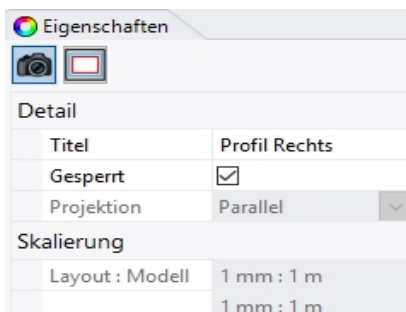 Eigenschaften
Detail
Titel Profil Rechts
Gesperrt
Projektion Parallel
Skalierung
Layout : Modell 1 mm : 1 m
1 mm : 1 m